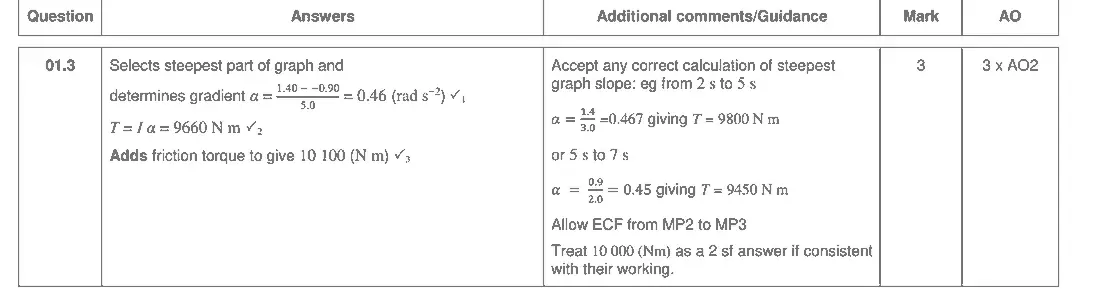 Question Answers Additional comments/Guidance Mark AO
01.3 Selects steepest part of graph and
determines gradient α = (1.40 − −0.90)/5.0 = 0.46 (rad s⁻²) ✓₁
T = I α = 9660 N m ✓₂
Adds friction torque to give 10 100 (N m) ✓₃
Accept any correct calculation of steepest
graph slope: eg from 2 s to 5 s
α = 1.4/3.0 =0.467 giving T = 9800 N m
or 5 s to 7 s
α = 0.9/2.0 = 0.45 giving T = 9450 N m
Allow ECF from MP2 to MP3
Treat 10 000 (Nm) as a 2 sf answer if consistent
with their working.
3 3 x AO2